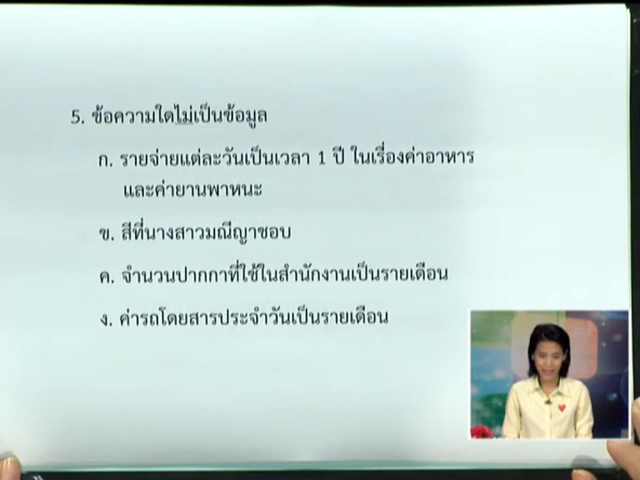 5. ข้อความใดไม่เป็นข้อมูล
ก. รายจ่ายแต่ละวันเป็นเวลา 1 ปี ในเรื่องค่าอาหาร
และค่ายานพาหนะ
ข. สีที่นางสาวมณีญาชอบ
ค. จำนวนปากกาที่ใช้ในสำนักงานเป็นรายเดือน
ง. ค่ารถโดยสารประจำวันเป็นรายเดือน